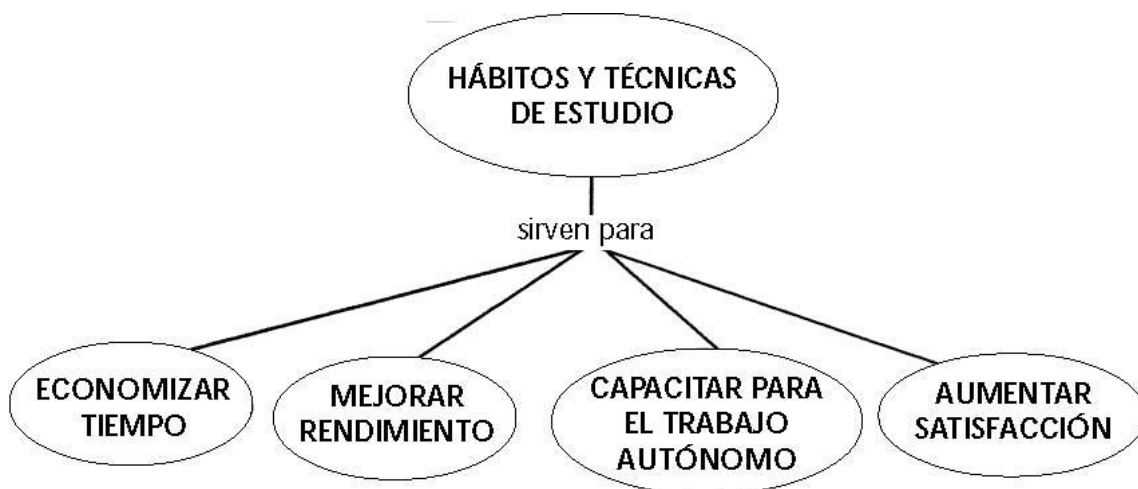 HÁBITOS Y TÉCNICAS
DE ESTUDIO
sirven para
ECONOMIZAR
TIEMPO
MEJORAR
RENDIMIENTO
CAPACITAR PARA
EL TRABAJO
AUTÓNOMO
AUMENTAR
SATISFACCIÓN